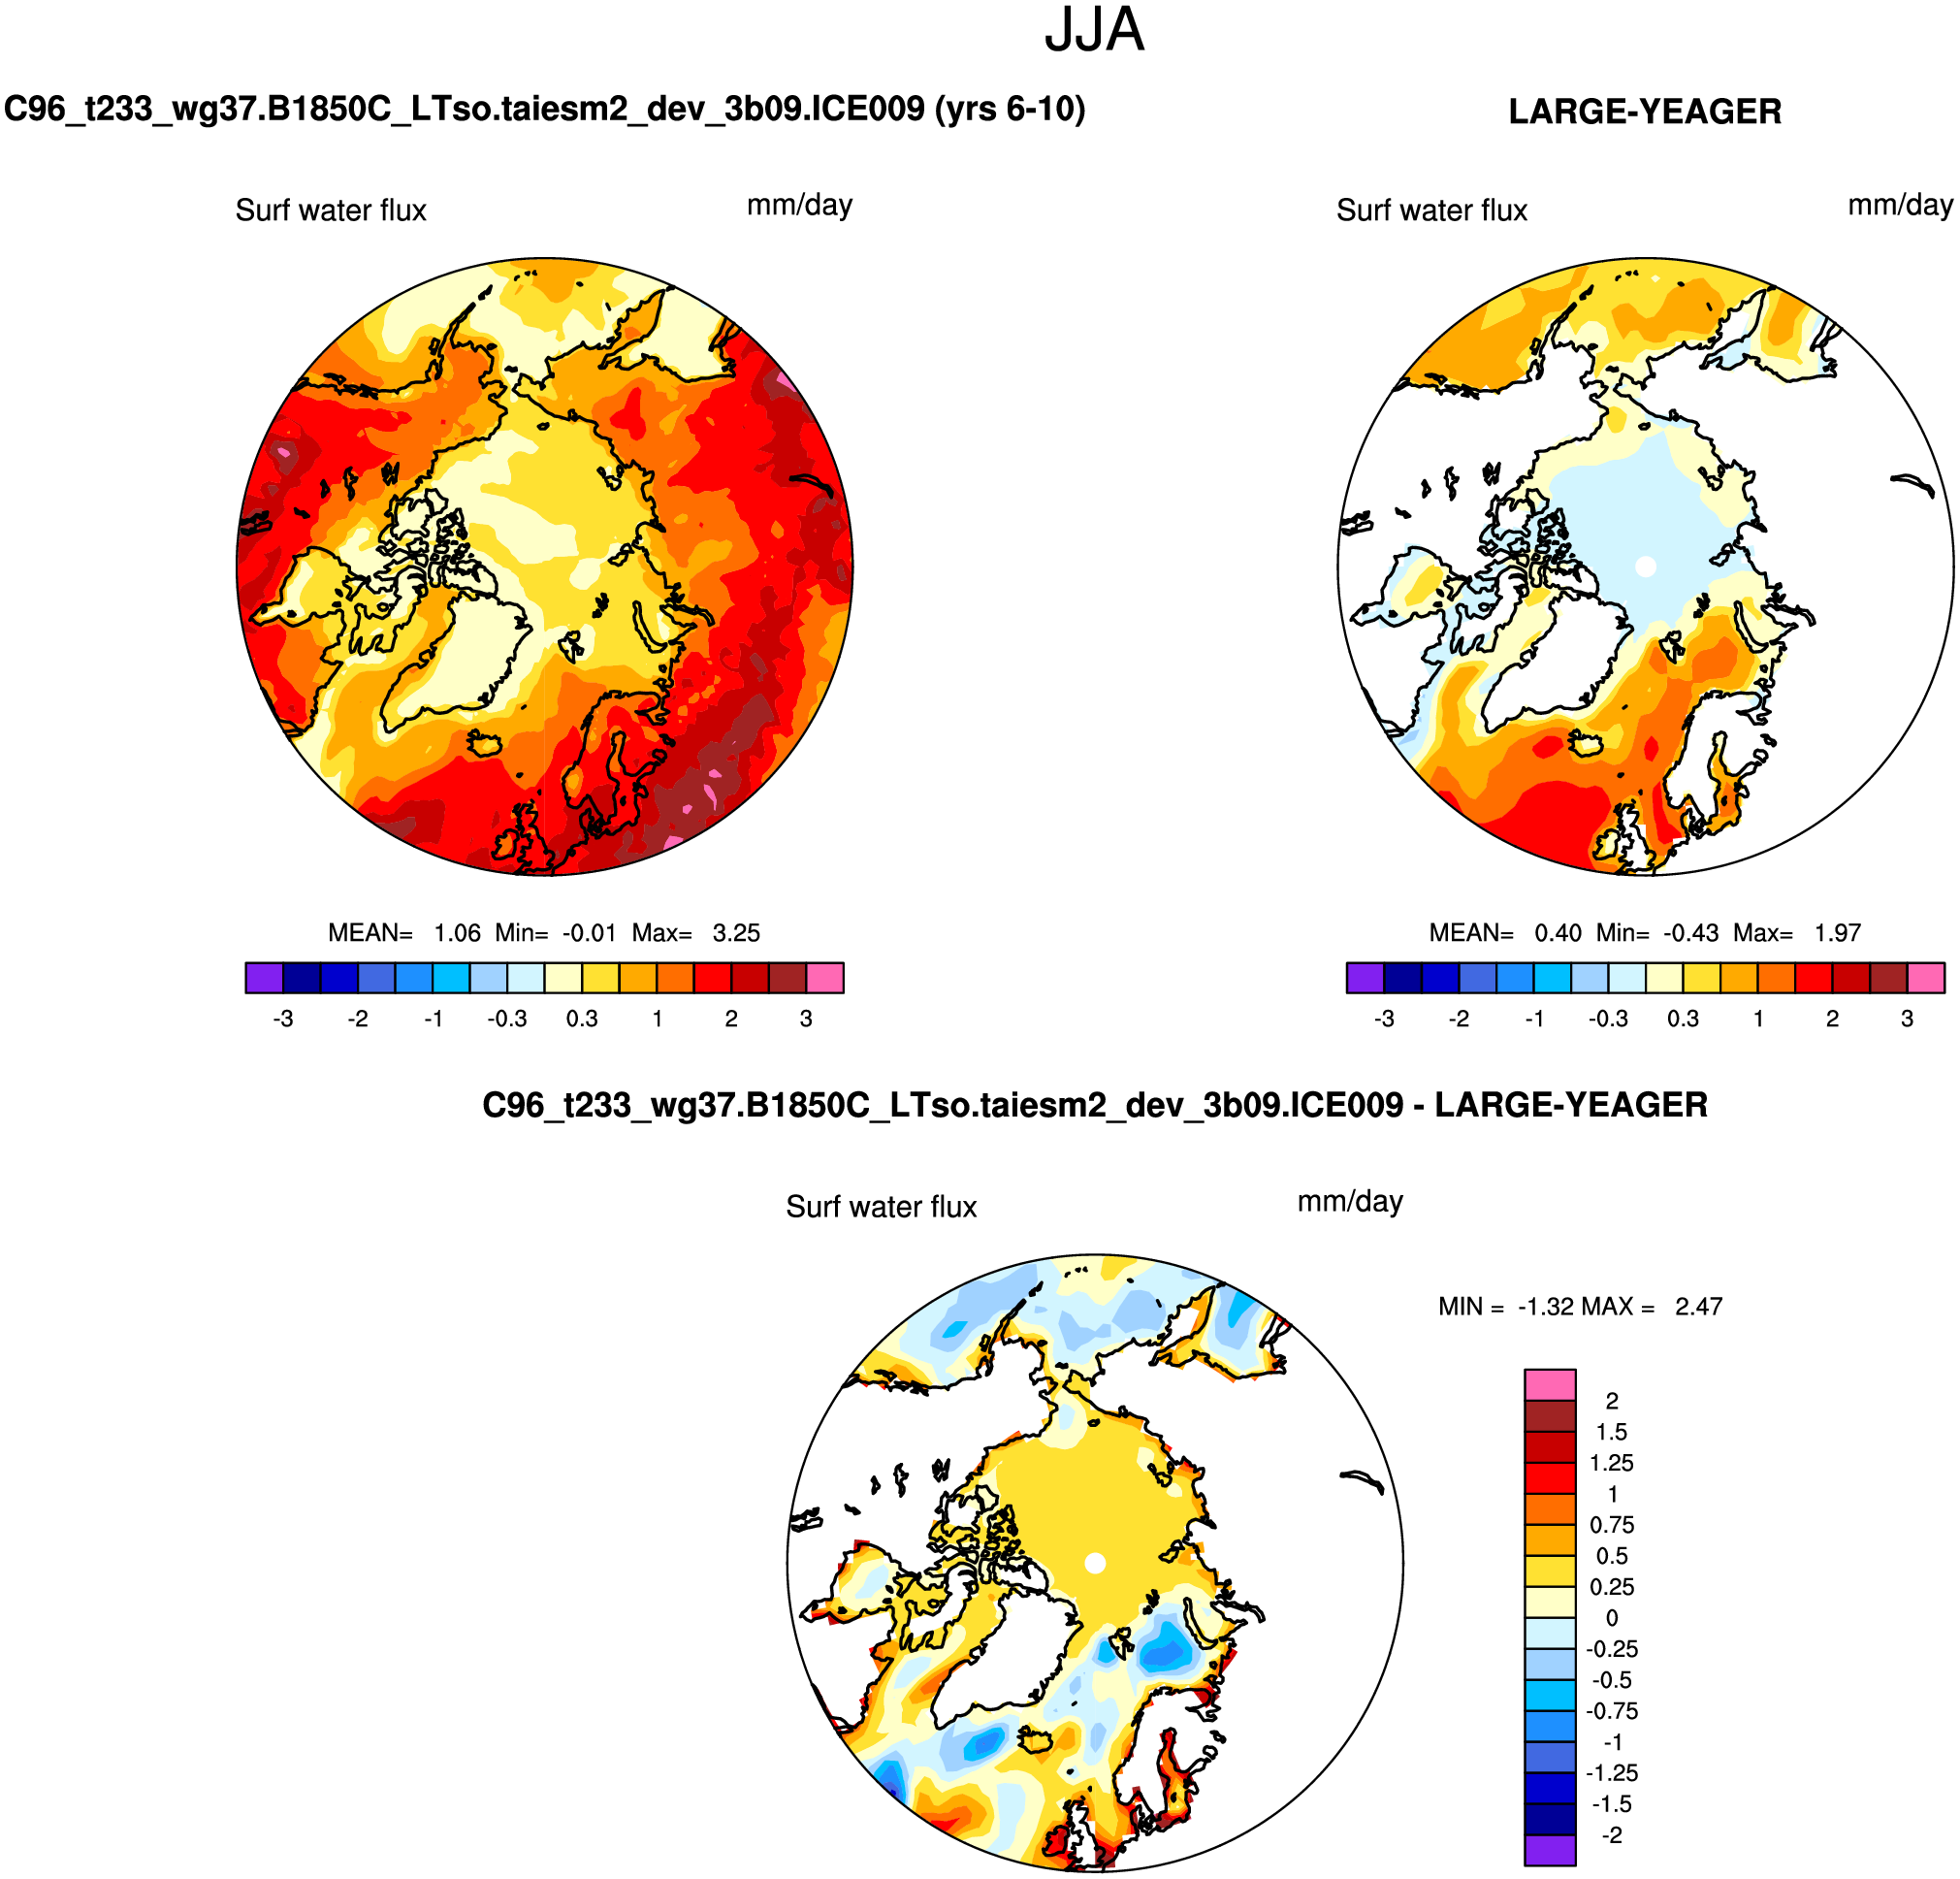 JJA
C96_t233_wg37.B1850C_LTso.taiesm2_dev_3b09.ICE009 (yrs 6-10)
LARGE-YEAGER
Surf water flux mm/day
Surf water flux mm/day
MEAN= 1.06 Min= -0.01 Max= 3.25
MEAN= 0.40 Min= -0.43 Max= 1.97
-3 -2 -1 -0.3 0.3 1 2 3
-3 -2 -1 -0.3 0.3 1 2 3
C96_t233_wg37.B1850C_LTso.taiesm2_dev_3b09.ICE009 - LARGE-YEAGER
Surf water flux mm/day
MIN = -1.32 MAX = 2.47
2
1.5
1.25
1
0.75
0.5
0.25
0
-0.25
-0.5
-0.75
-1
-1.25
-1.5
-2